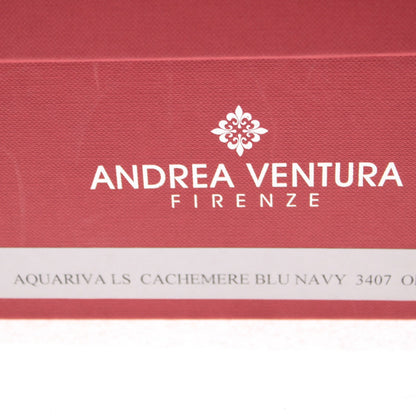 ANDREA VENTURA
FIRENZE
AQUARIVA LS CACHEMERE BLU NAVY 3407